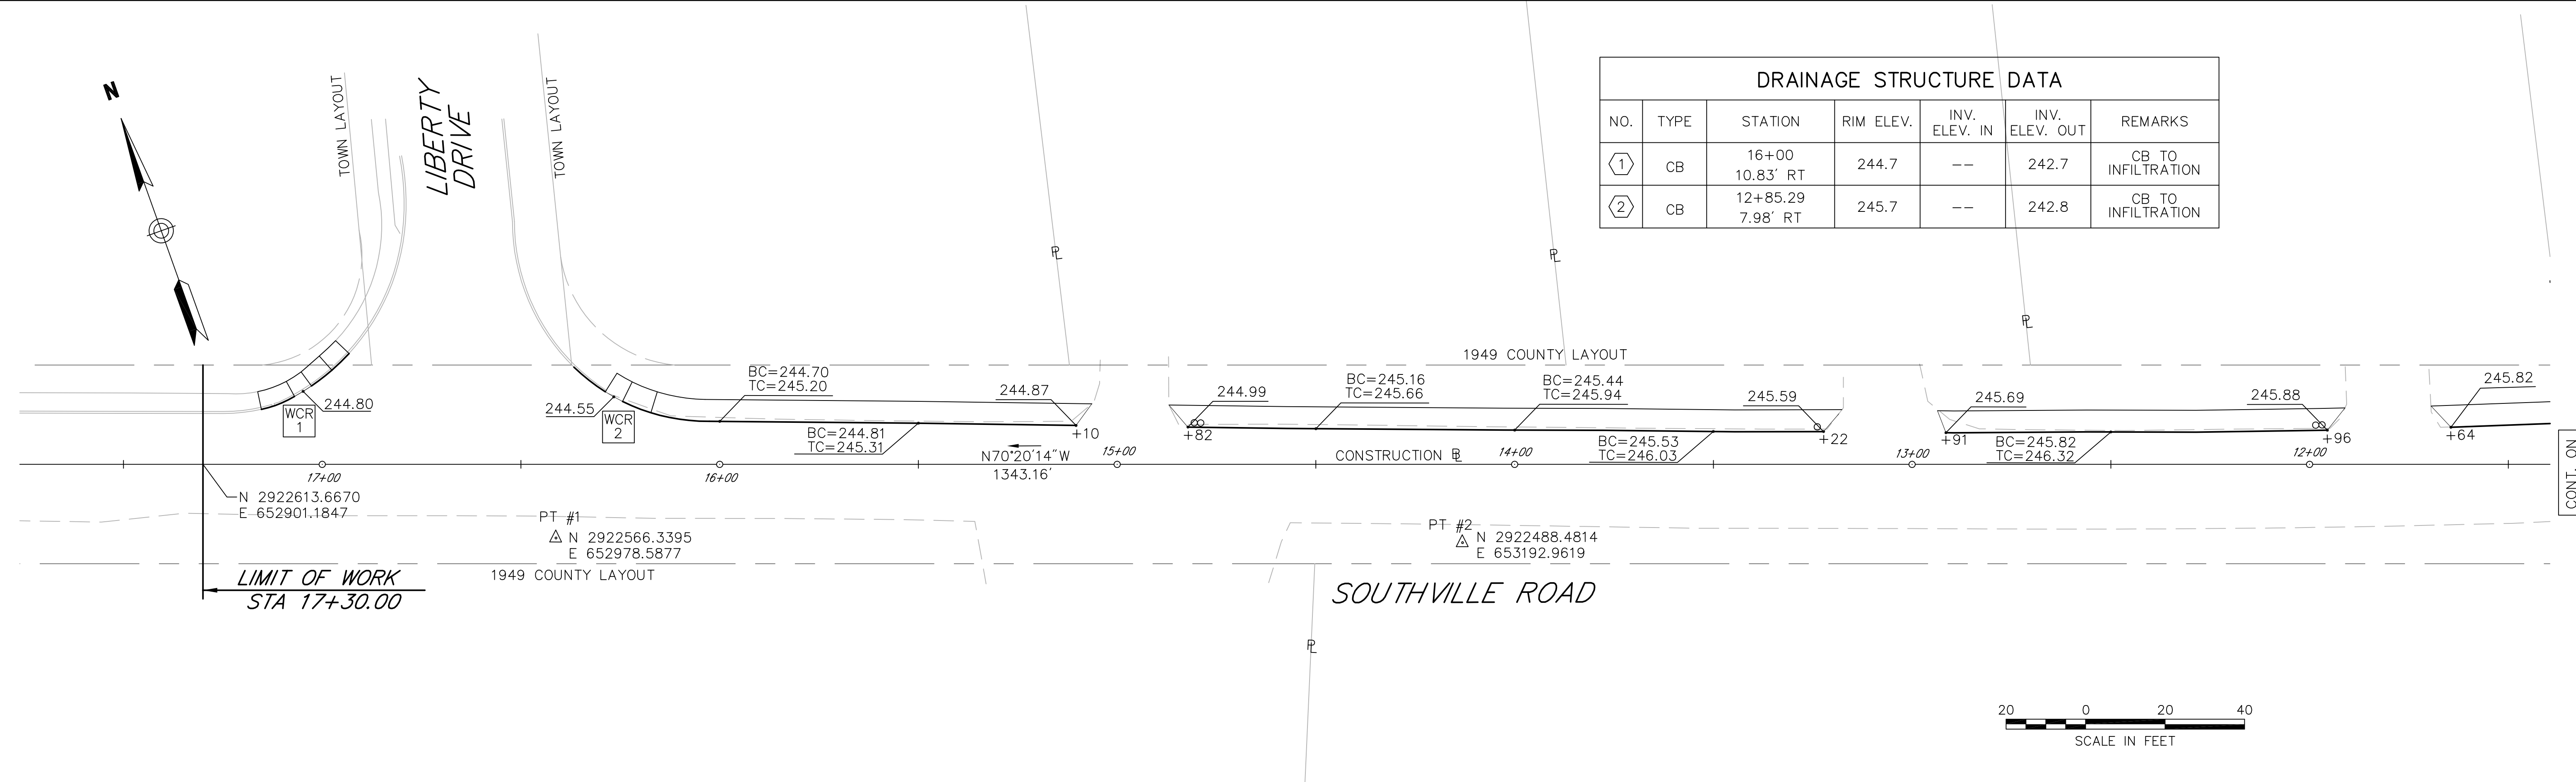 N
TOWN LAYOUT
LIBERTY
DRIVE
TOWN LAYOUT
DRAINAGE STRUCTURE DATA
NO.
TYPE
STATION
RIM ELEV.
INV.
ELEV. IN
INV.
ELEV. OUT
REMARKS
1
CB
16+00
10.83' RT
244.7
--
242.7
CB TO
INFILTRATION
2
CB
12+85.29
7.98' RT
245.7
--
242.8
CB TO
INFILTRATION
PL
PL
PL
1949 COUNTY LAYOUT
BC=244.70
TC=245.20
244.87
244.99
BC=245.16
TC=245.66
BC=245.44
TC=245.94
245.59
245.69
245.88
245.82
244.80
WCR
1
244.55
WCR
2
BC=244.81
TC=245.31
+10
+82
BC=245.53
TC=246.03
+22
+91
BC=245.82
TC=246.32
+96
+64
N70°20'14"W
1343.16'
15+00
CONSTRUCTION BL
14+00
13+00
12+00
17+00
16+00
CONT. ON
N 2922613.6670
E 652901.1847
PT #1
N 2922566.3395
E 652978.5877
PT #2
N 2922488.4814
E 653192.9619
LIMIT OF WORK
STA 17+30.00
1949 COUNTY LAYOUT
SOUTHVILLE ROAD
PL
20 0 20 40
SCALE IN FEET